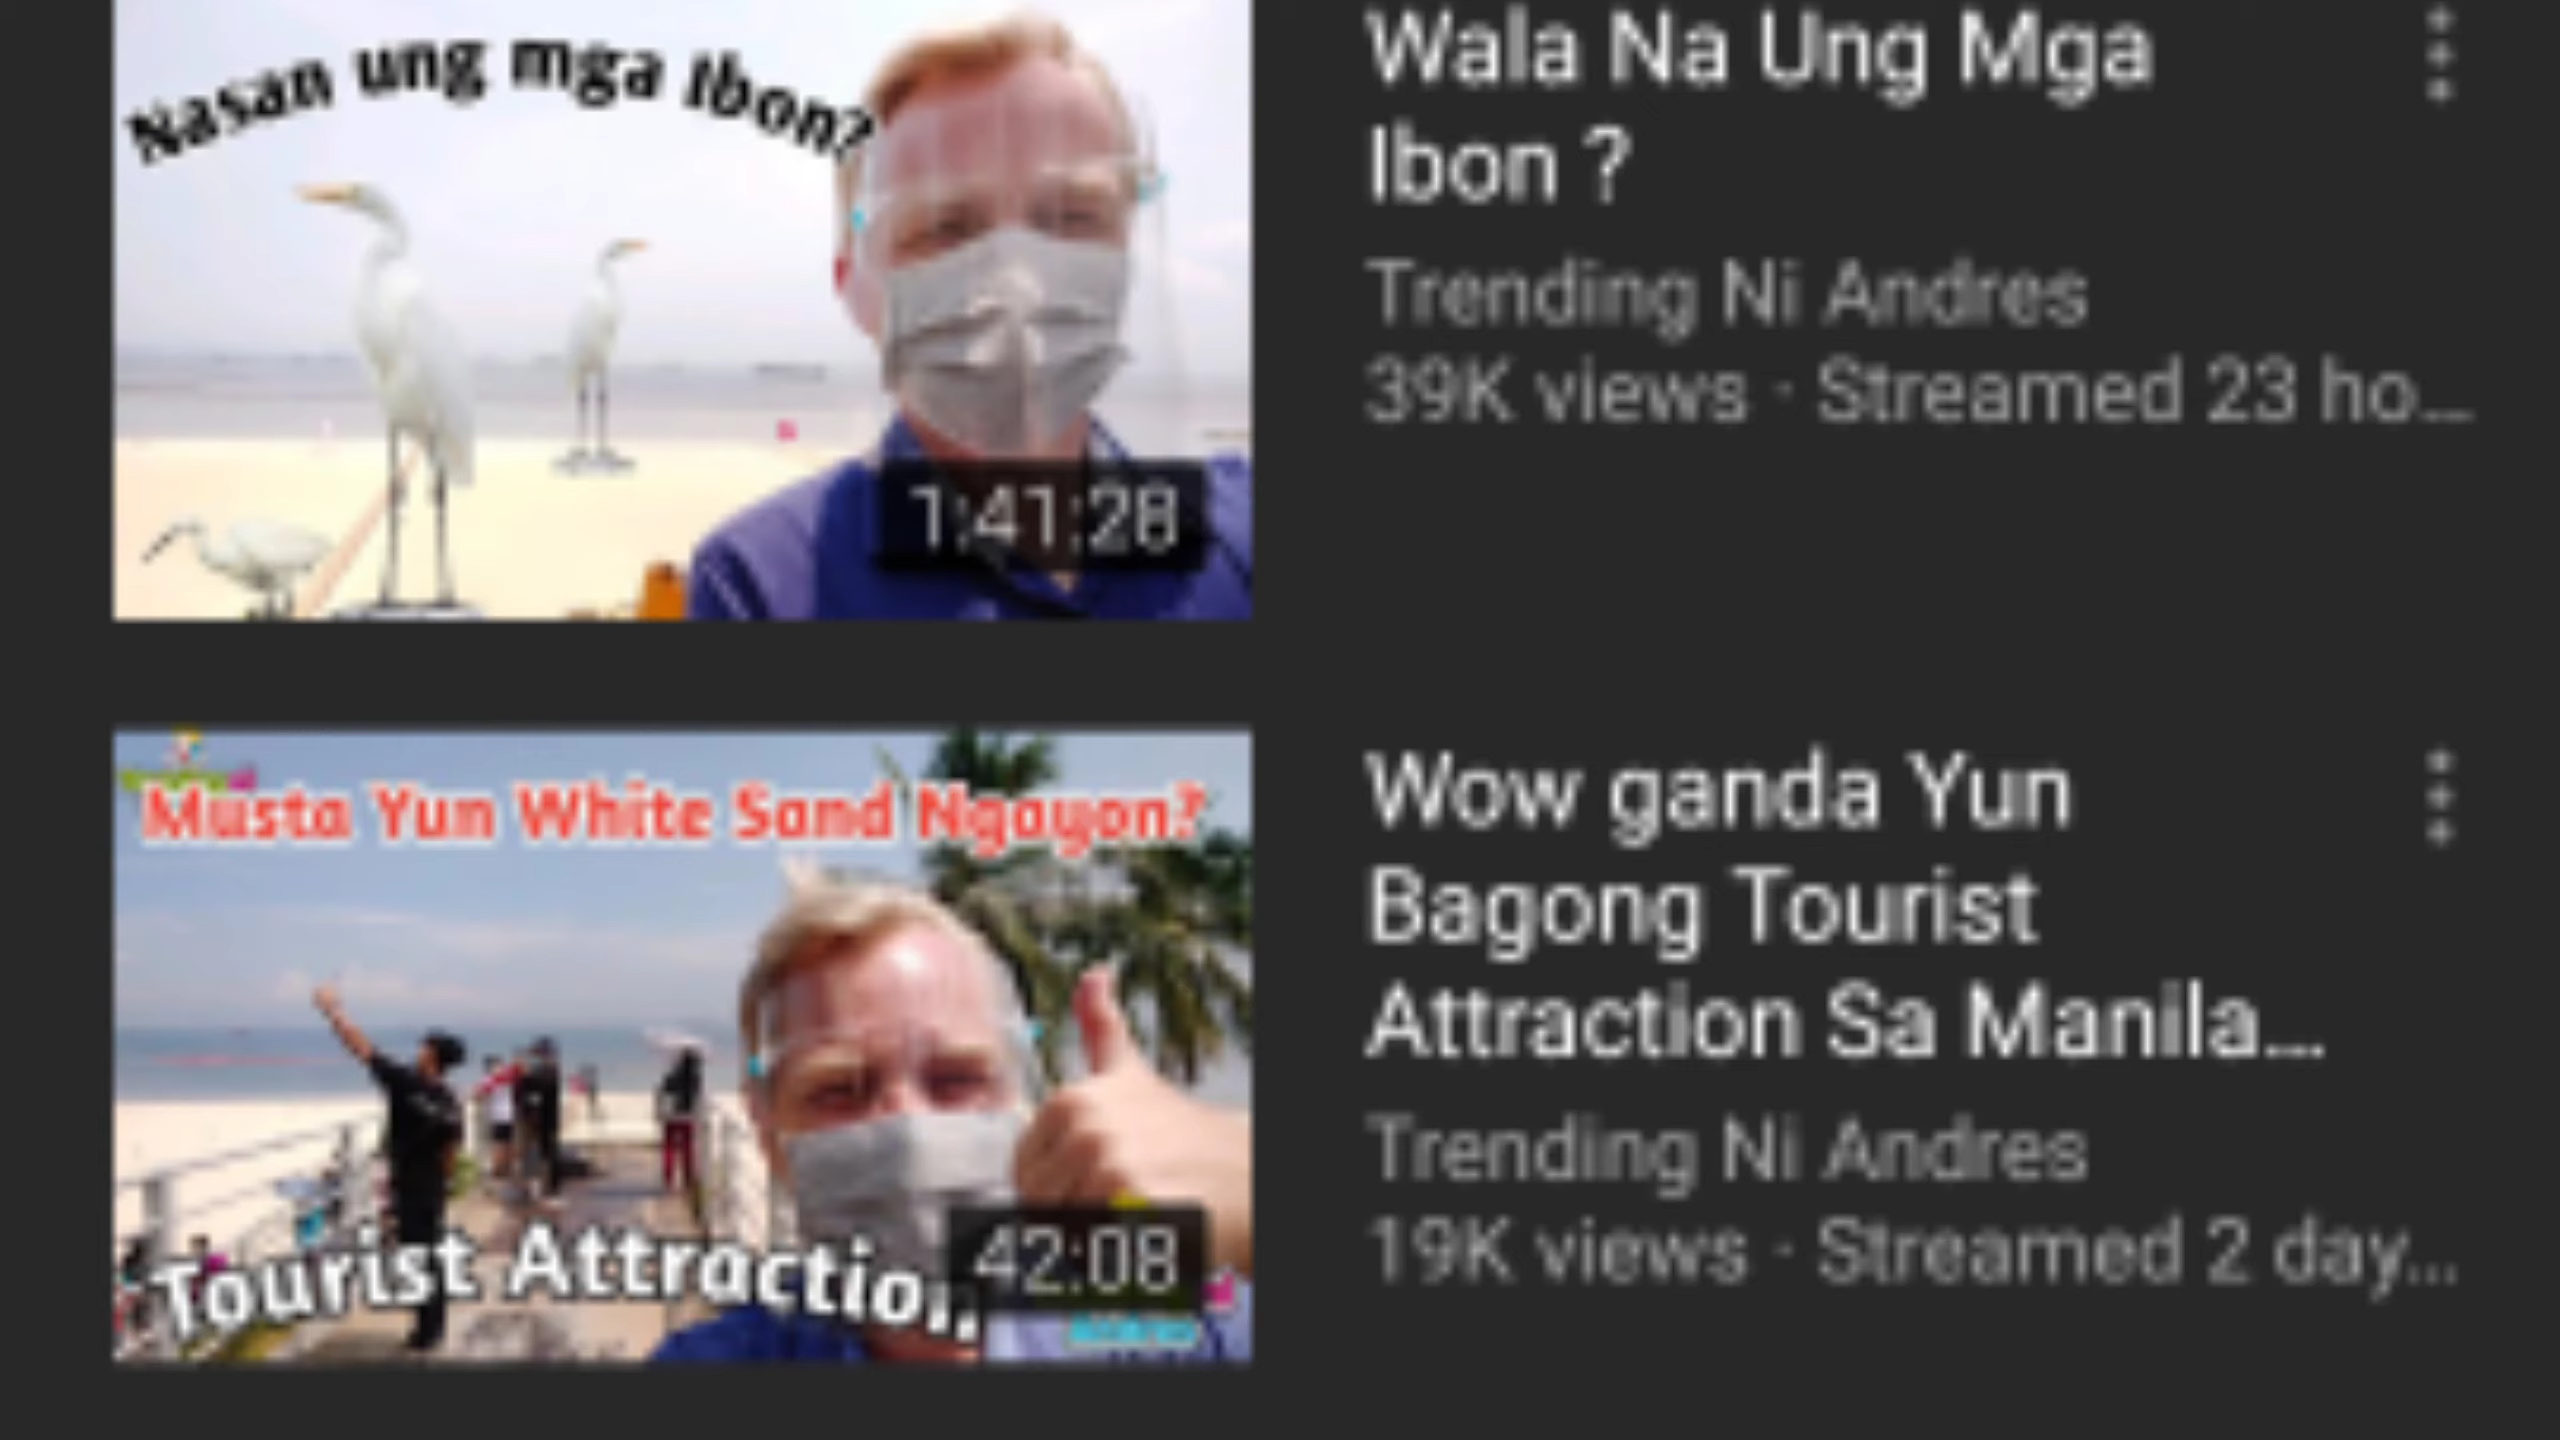 Nasan ung mga Ibon?
1:41:28
Wala Na Ung Mga
Ibon ?
Trending Ni Andres
39K views · Streamed 23 ho...
Musta Yun White Sand Ngayon?
Tourist Attraction
42:08
Wow ganda Yun
Bagong Tourist
Attraction Sa Manila...
Trending Ni Andres
19K views · Streamed 2 day...